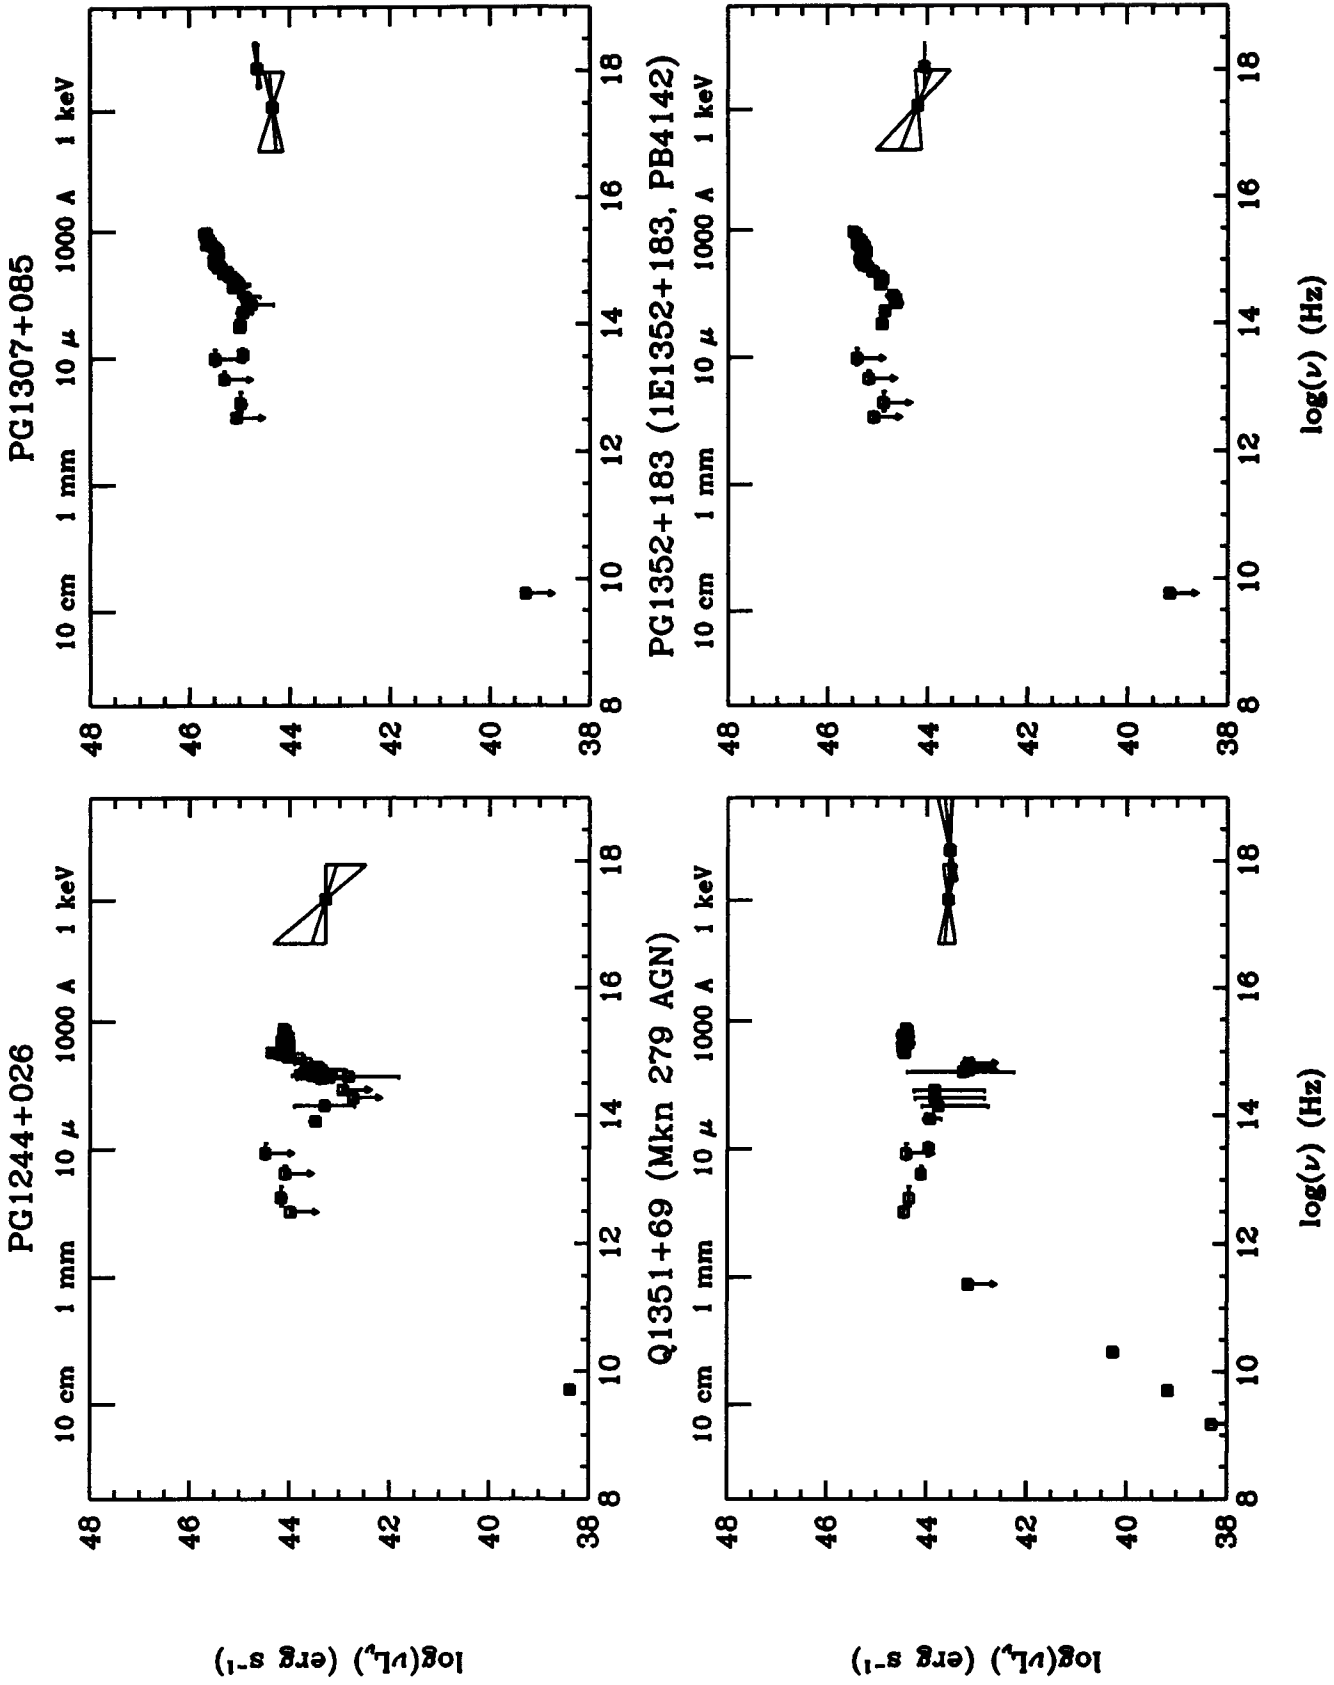 PG1244+026
10 cm 1 mm 10 μ 1000 A 1 keV
48
46
44
42
40
38
8 10 12 14 16 18
log(νLν) (erg s⁻¹)
PG1307+085
10 cm 1 mm 10 μ 1000 A 1 keV
48
46
44
42
40
38
8 10 12 14 16 18
Q1351+69 (Mkn 279 AGN)
10 cm 1 mm 10 μ 1000 A 1 keV
48
46
44
42
40
38
8 10 12 14 16 18
log(νLν) (erg s⁻¹)
log(ν) (Hz)
PG1352+183 (1E1352+183, PB4142)
10 cm 1 mm 10 μ 1000 A 1 keV
48
46
44
42
40
38
8 10 12 14 16 18
log(ν) (Hz)